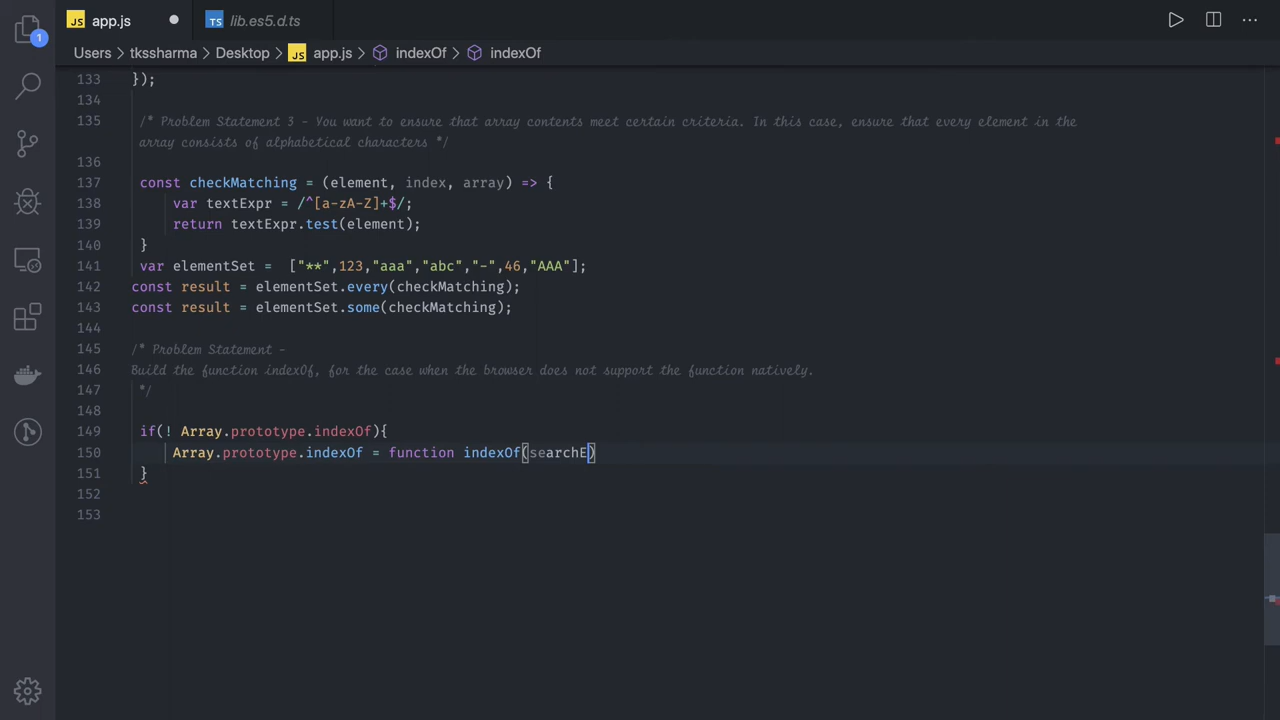 JS app.js
TS lib.es5.d.ts
Users > tkssharma > Desktop > JS app.js > indexOf > indexOf
1
133 });
134
135 /* Problem Statement 3 - You want to ensure that array contents meet certain criteria. In this case, ensure that every element in the
array consists of alphabetical characters */
136
137 const checkMatching = (element, index, array) => {
138 var textExpr = /^[a-zA-Z]+$/;
139 return textExpr.test(element);
140 }
141 var elementSet = ["**",123,"aaa","abc","-",46,"AAA"];
142 const result = elementSet.every(checkMatching);
143 const result = elementSet.some(checkMatching);
144
145 /* Problem Statement -
146 Build the function indexOf, for the case when the browser does not support the function natively.
147 */
148
149 if(! Array.prototype.indexOf){
150 Array.prototype.indexOf = function indexOf(searchE)
151 }
152
153